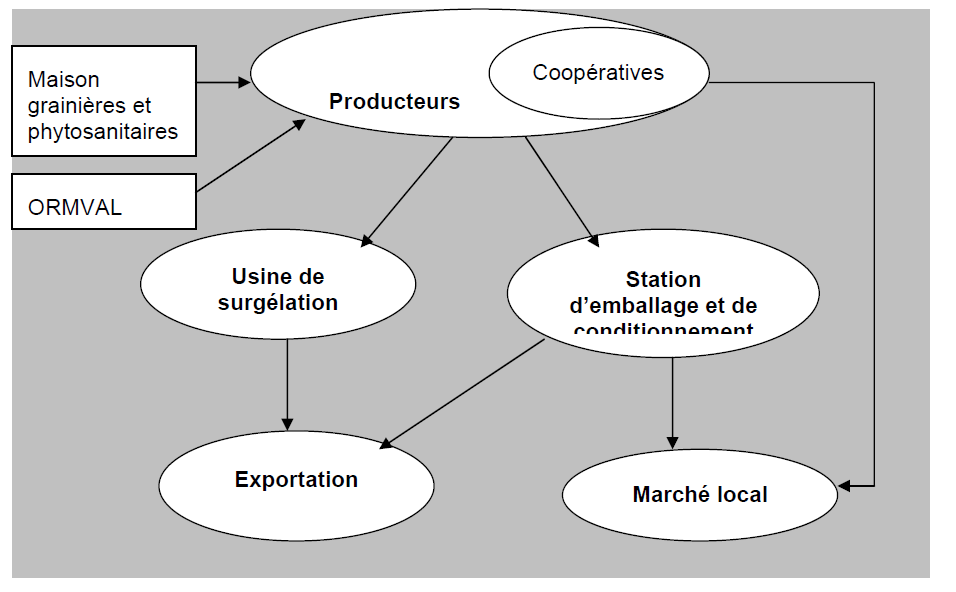 Maison
grainières et
phytosanitaires
Producteurs
Coopératives
ORMVAL
Usine de
surgélation
Station
d’emballage et de
conditionnement
Exportation
Marché local